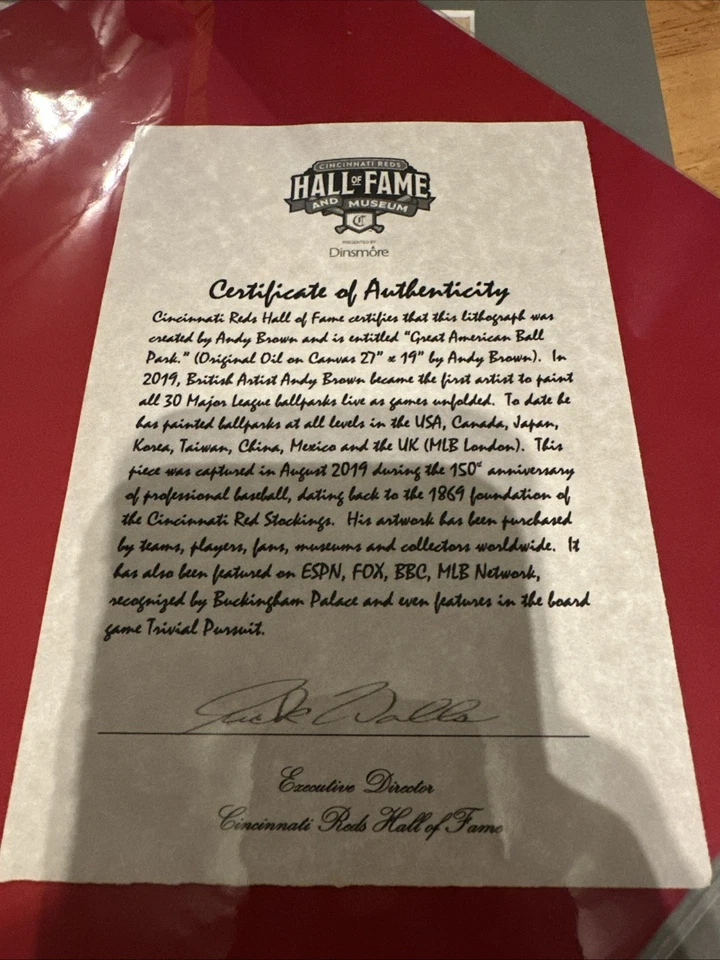 CINCINNATI REDS
HALL OF FAME
AND MUSEUM
C
PRESENTED BY
Dinsmore
Certificate of Authenticity
Cincinnati Reds Hall of Fame certifies that this lithograph was
created by Andy Brown and is entitled "Great American Ball
Park." (Original Oil on Canvas 27" x 19" by Andy Brown). In
2019, British Artist Andy Brown became the first artist to paint
all 30 Major League ballparks live as games unfolded. To date he
has painted ballparks at all levels in the USA, Canada, Japan,
Korea, Taiwan, China, Mexico and the UK (MLB London). This
piece was captured in August 2019 during the 150st anniversary
of professional baseball, dating back to the 1869 foundation of
the Cincinnati Red Stockings. His artwork has been purchased
by teams, players, fans, museums and collectors worldwide. It
has also been featured on ESPN, FOX, BBC, MLB Network,
recognized by Buckingham Palace and even features in the board
game Trivial Pursuit.
Rick Walls
Executive Director
Cincinnati Reds Hall of Fame